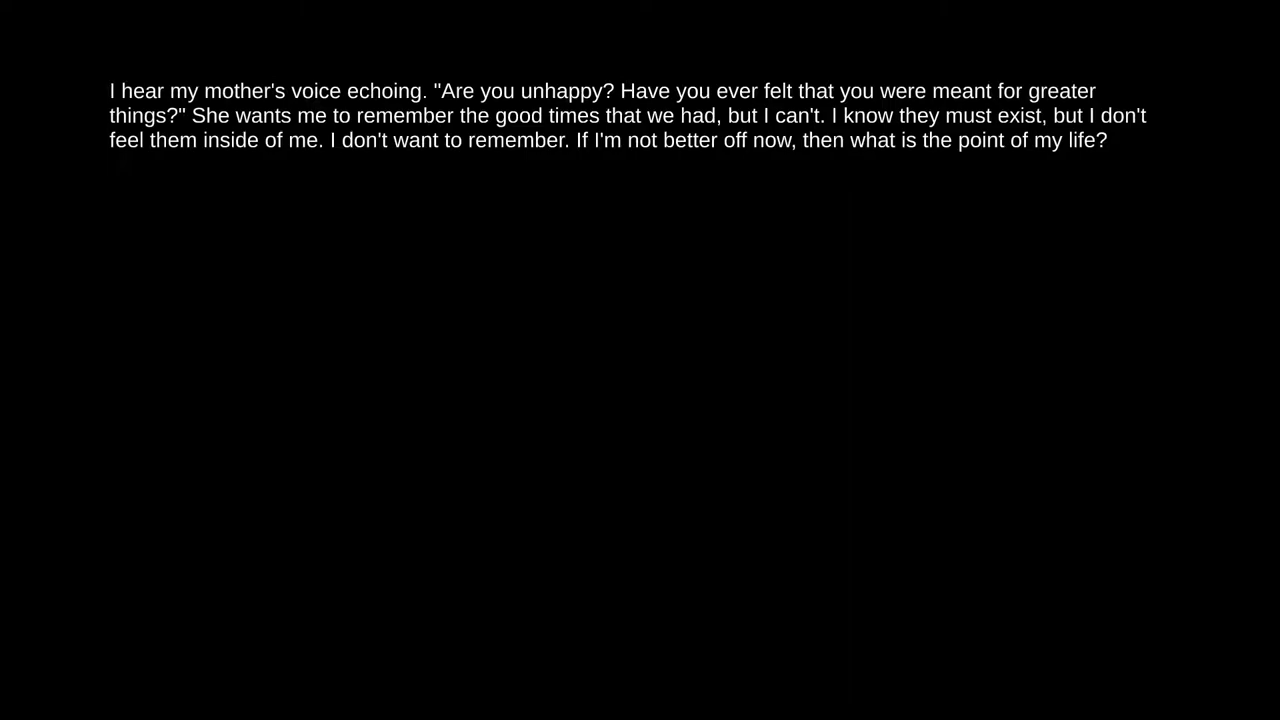 I hear my mother's voice echoing. "Are you unhappy? Have you ever felt that you were meant for greater
things?" She wants me to remember the good times that we had, but I can't. I know they must exist, but I don't
feel them inside of me. I don't want to remember. If I'm not better off now, then what is the point of my life?